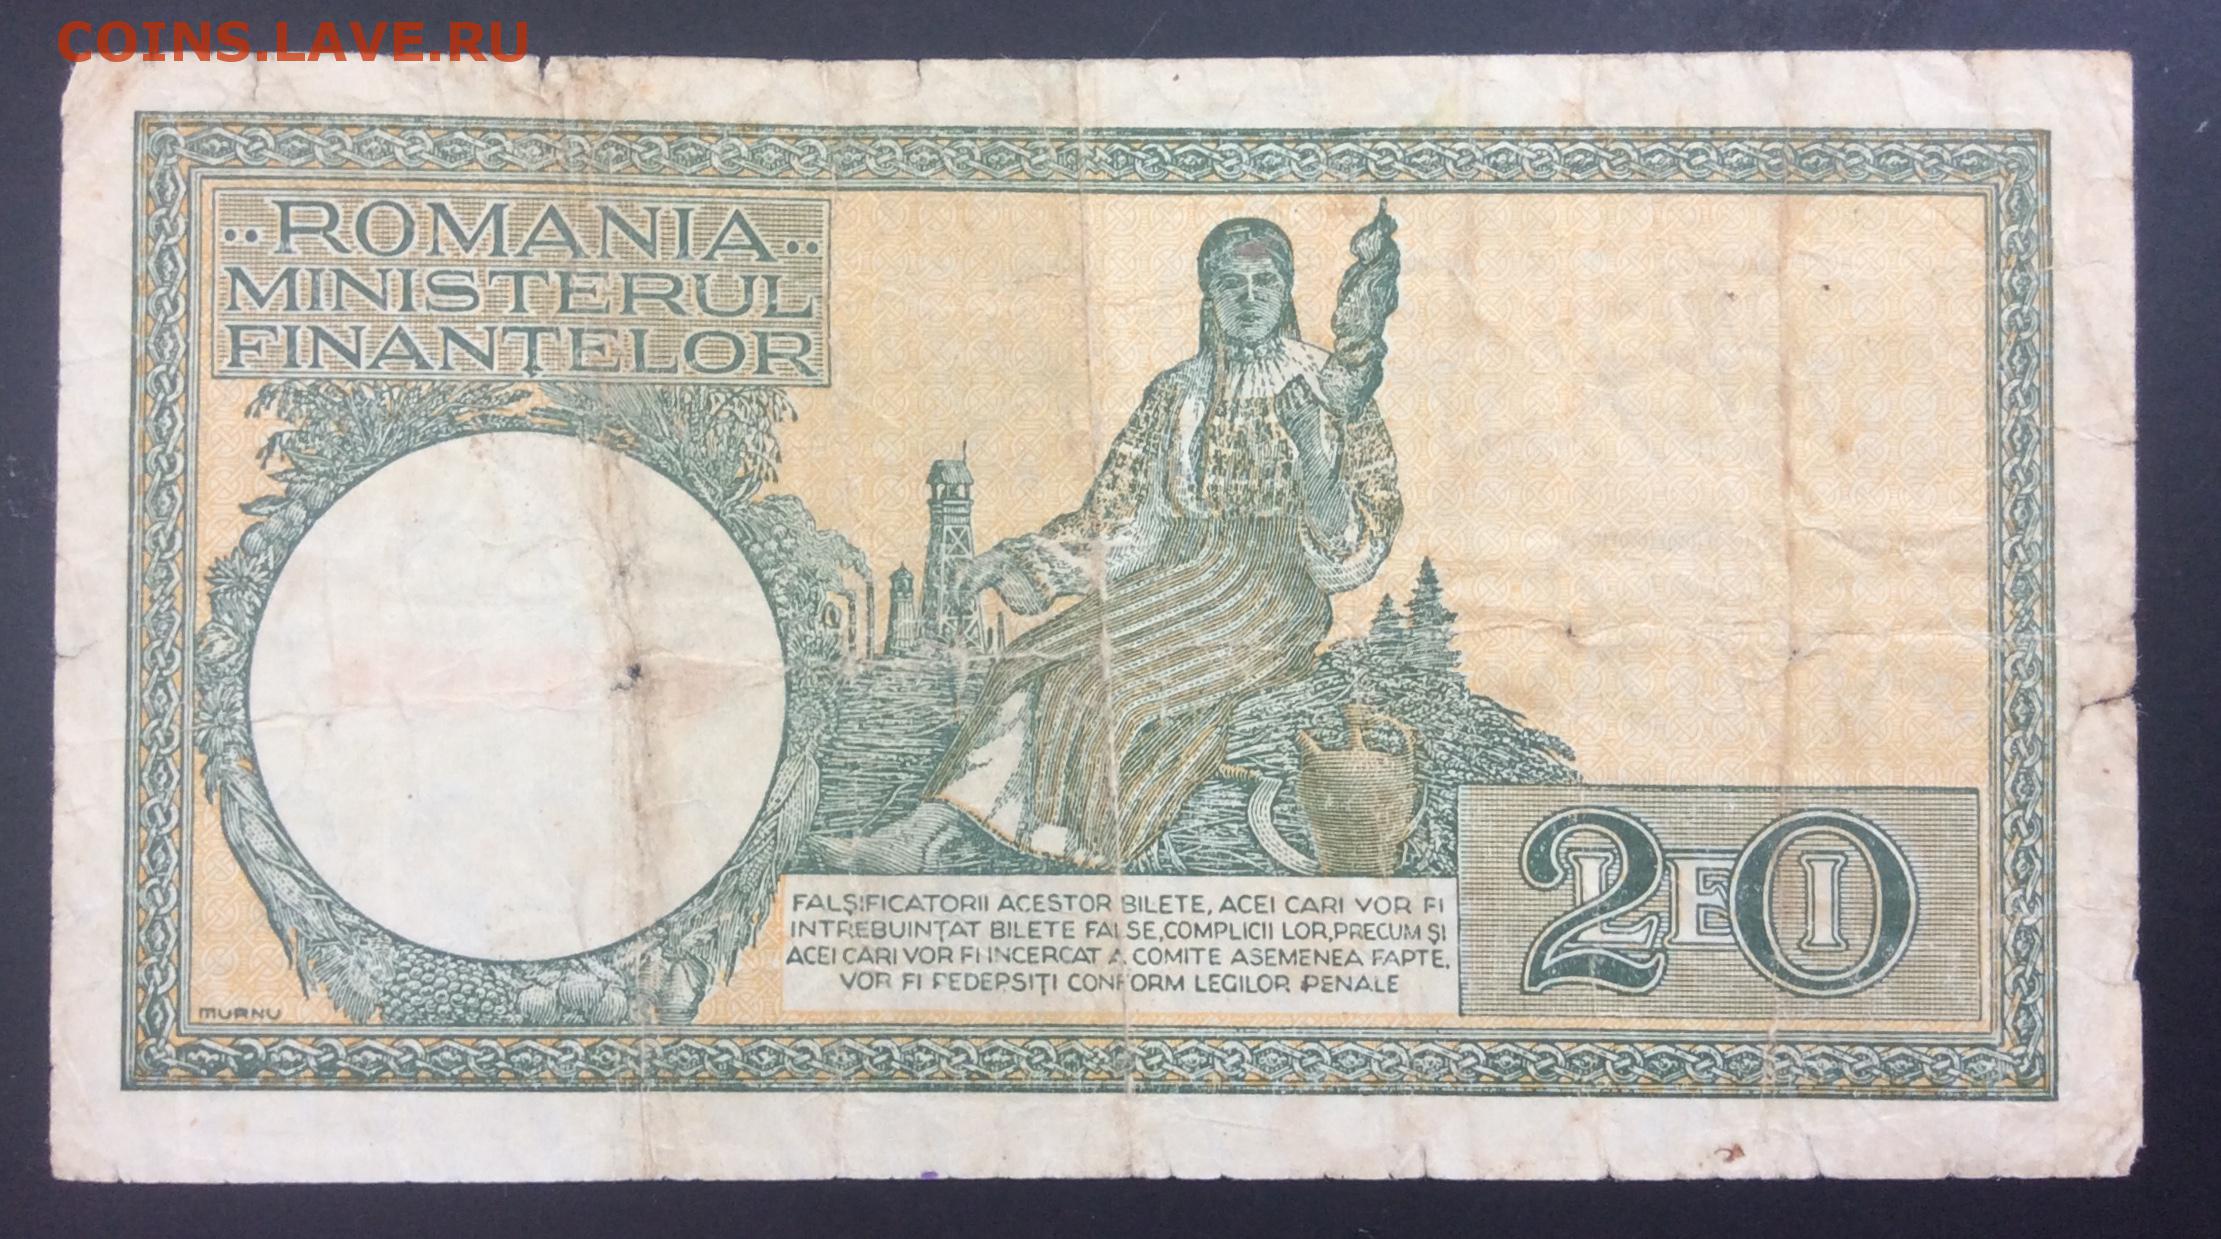 COINS.LAVE.RU
..ROMANIA..
MINISTERUL
FINANȚELOR
FALȘIFICATORII ACESTOR BILETE, ACEI CARI VOR FI
INTREBUINȚAT BILETE FALSE, COMPLICII LOR, PRECUM ȘI
ACEI CARI VOR FI INCERCAT A COMITE ASEMENEA FAPTE,
VOR FI PEDEPSIȚI CONFORM LEGILOR PENALE
20
LEI
MURNU